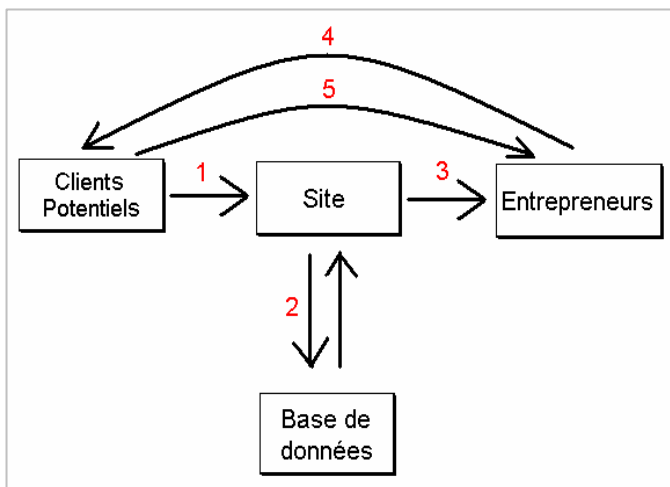 4
5
Clients
Potentiels
1
Site
3
Entrepreneurs
2
Base de
données